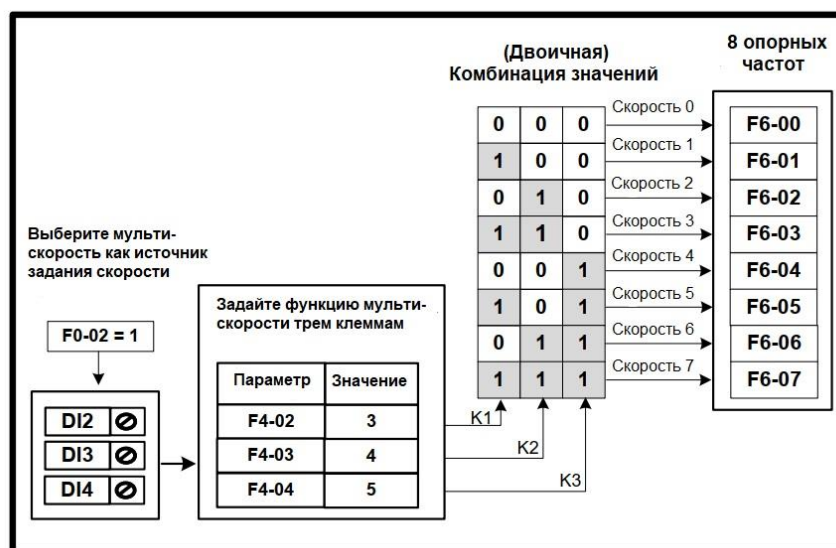 Выберите мульти-
скорость как источник
задания скорости
F0-02 = 1
DI2
DI3
DI4
Задайте функцию мульти-
скорости трем клеммам
Параметр Значение
F4-02 3
F4-03 4
F4-04 5
K1
K2
K3
(Двоичная)
Комбинация значений
0 0 0
1 0 0
0 1 0
1 1 0
0 0 1
1 0 1
0 1 1
1 1 1
Скорость 0
Скорость 1
Скорость 2
Скорость 3
Скорость 4
Скорость 5
Скорость 6
Скорость 7
8 опорных
частот
F6-00
F6-01
F6-02
F6-03
F6-04
F6-05
F6-06
F6-07